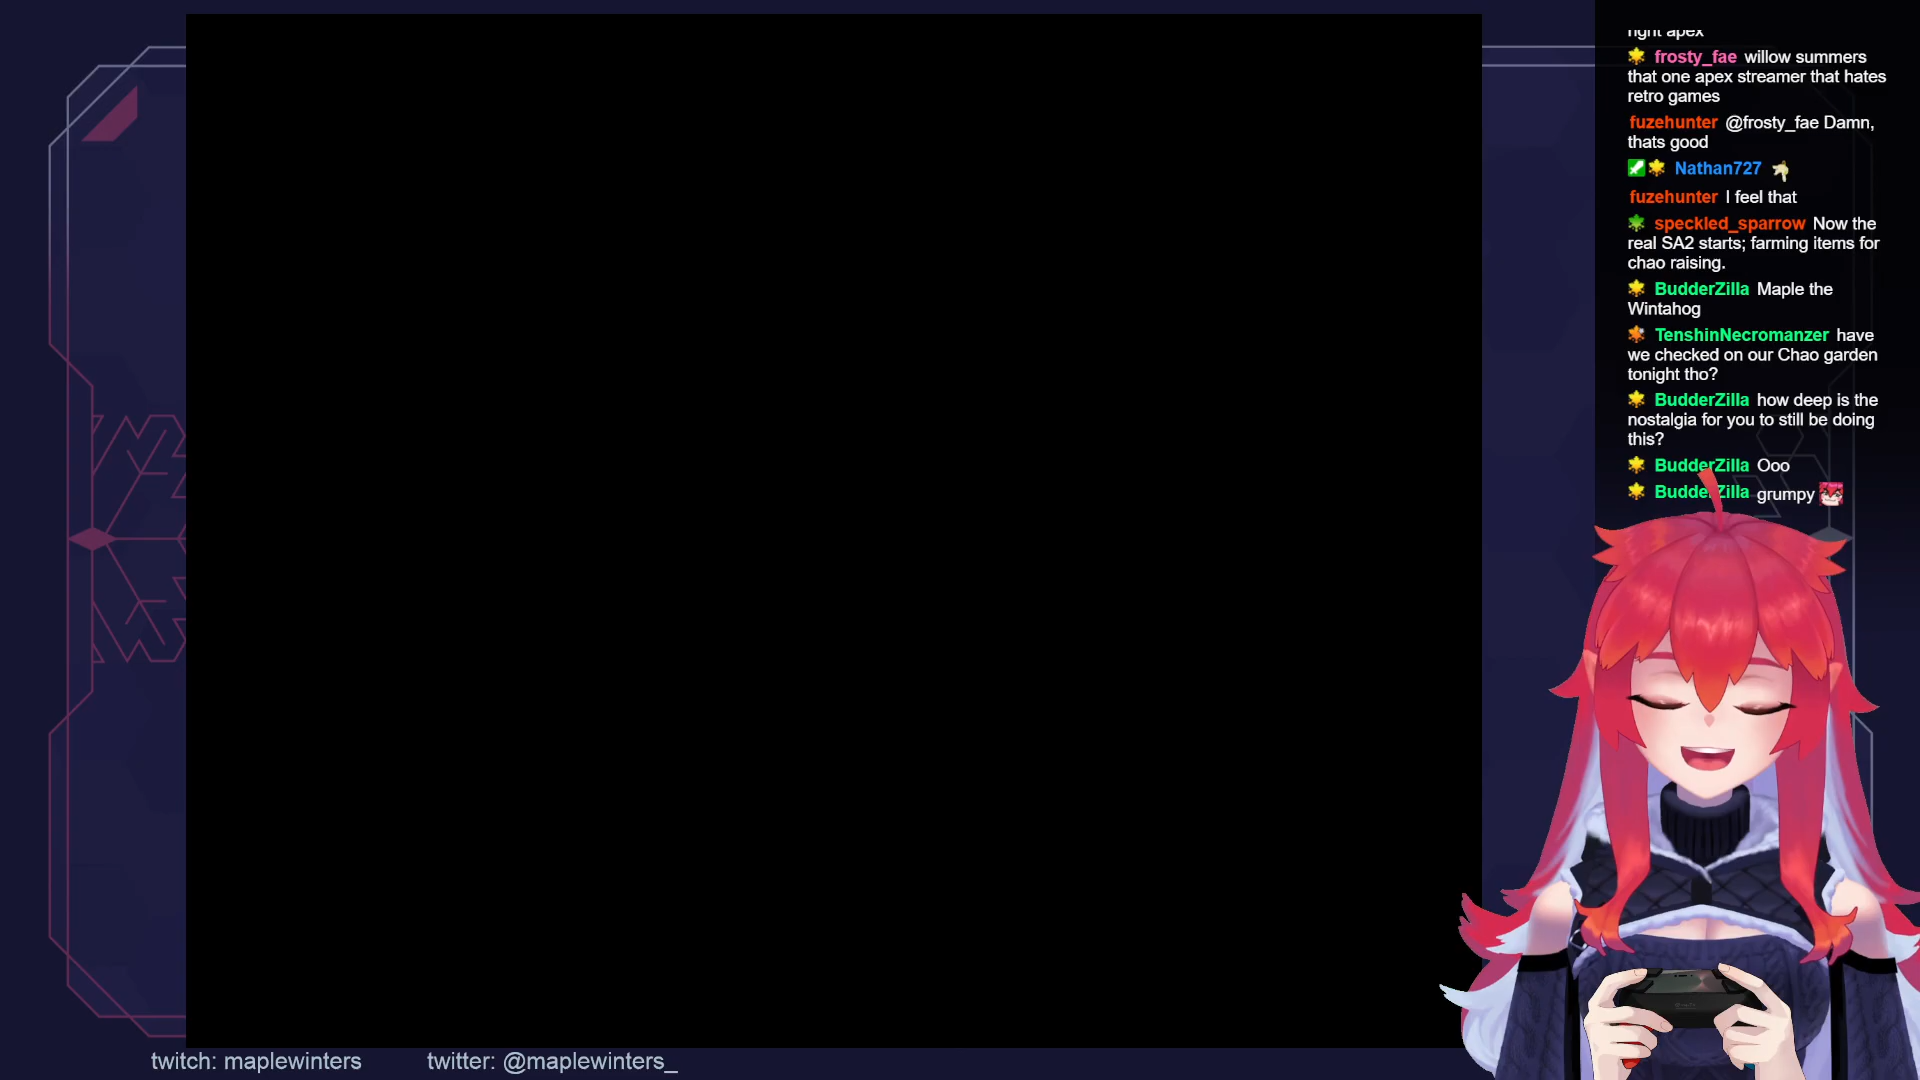 right apex
frosty_fae willow summers
that one apex streamer that hates
retro games
fuzehunter @frosty_fae Damn,
thats good
Nathan727
fuzehunter I feel that
speckled_sparrow Now the
real SA2 starts; farming items for
chao raising.
BudderZilla Maple the
Wintahog
TenshinNecromanzer have
we checked on our Chao garden
tonight tho?
BudderZilla how deep is the
nostalgia for you to still be doing
this?
BudderZilla Ooo
BudderZilla grumpy
twitch: maplewinters
twitter: @maplewinters_